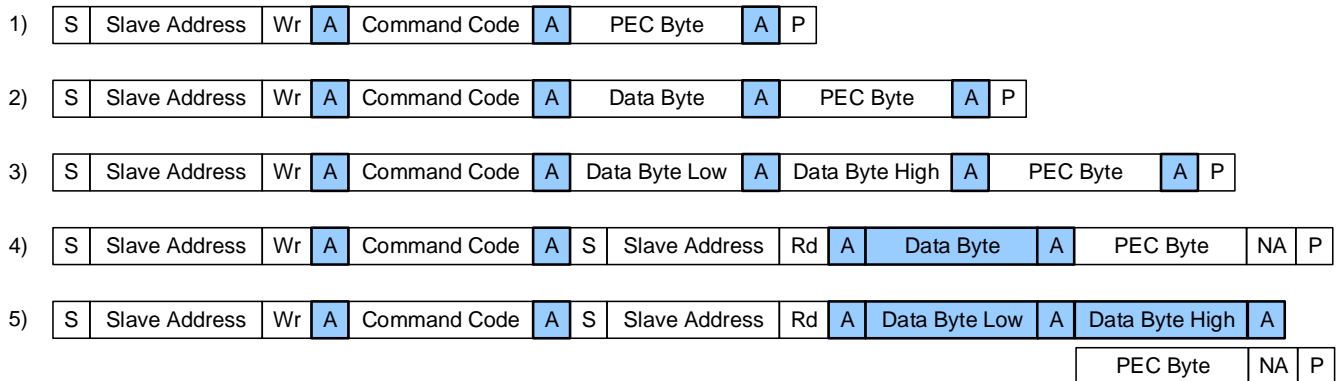 1) S Slave Address Wr A Command Code A PEC Byte A P
2) S Slave Address Wr A Command Code A Data Byte A PEC Byte A P
3) S Slave Address Wr A Command Code A Data Byte Low A Data Byte High A PEC Byte A P
4) S Slave Address Wr A Command Code A S Slave Address Rd A Data Byte A PEC Byte NA P
5) S Slave Address Wr A Command Code A S Slave Address Rd A Data Byte Low A Data Byte High A
PEC Byte NA P